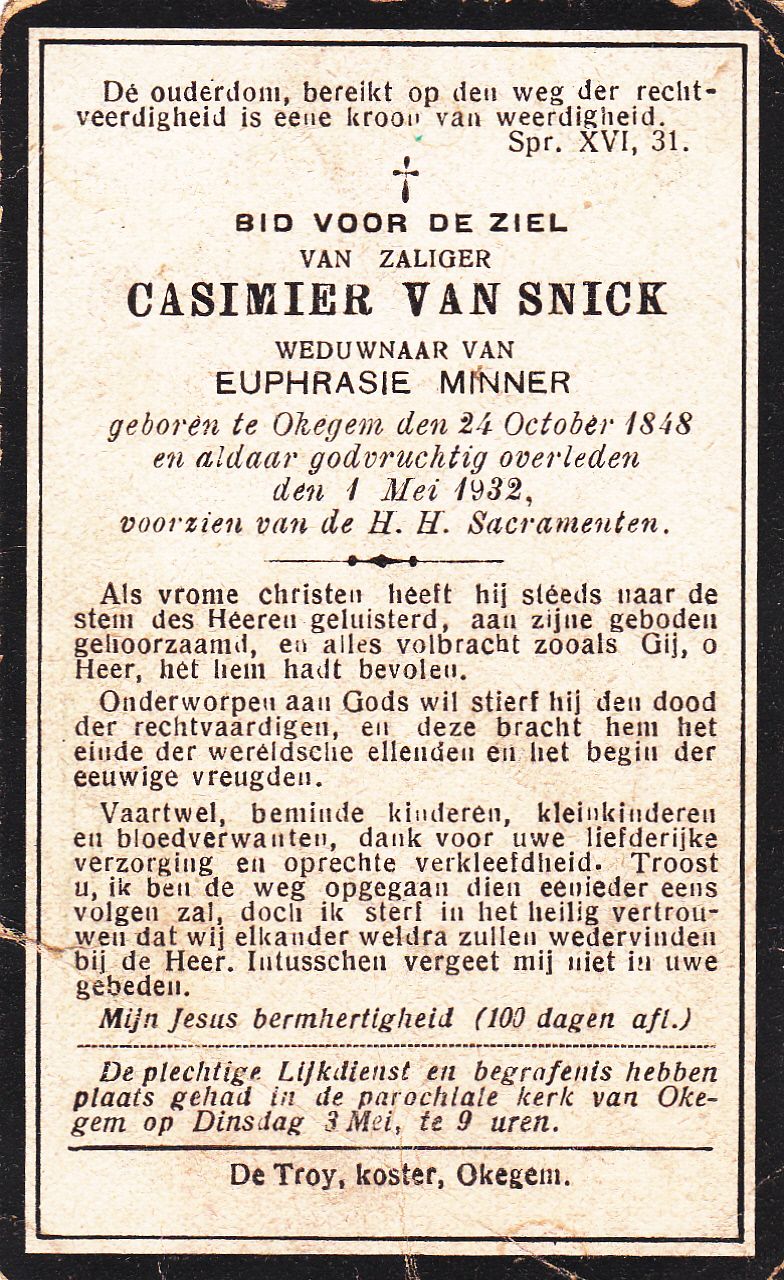 De ouderdom, bereikt op den weg der recht-
veerdigheid is eene kroon van weerdigheid.
Spr. XVI, 31.
BID VOOR DE ZIEL
VAN ZALIGER
CASIMIER VAN SNICK
WEDUWNAAR VAN
EUPHRASIE MINNER
geboren te Okegem den 24 October 1848
en aldaar godvruchtig overleden
den 1 Mei 1932,
voorzien van de H. H. Sacramenten.
Als vrome christen heeft hij steeds naar de
stem des Heeren geluisterd, aan zijne geboden
gehoorzaamd, en alles volbracht zooals Gij, o
Heer, het hem hadt bevolen.
Onderworpen aan Gods wil stierf hij den dood
der rechtvaardigen, en deze bracht hem het
einde der wereldsche ellenden en het begin der
eeuwige vreugden.
Vaartwel, beminde kinderen, kleinkinderen
en bloedverwanten, dank voor uwe liefderijke
verzorging en oprechte verkleefdheid. Troost
u, ik ben de weg opgegaan dien eenieder eens
volgen zal, doch ik sterf in het heilig vertrou-
wen dat wij elkander weldra zullen wedervinden
bij de Heer. Intusschen vergeet mij niet in uwe
gebeden.
Mijn Jesus bermhertigheid (100 dagen afl.)
De plechtige Lijkdienst en begrafenis hebben
plaats gehad in de parochiale kerk van Oke-
gem op Dinsdag 3 Mei, te 9 uren.
De Troy, koster, Okegem.